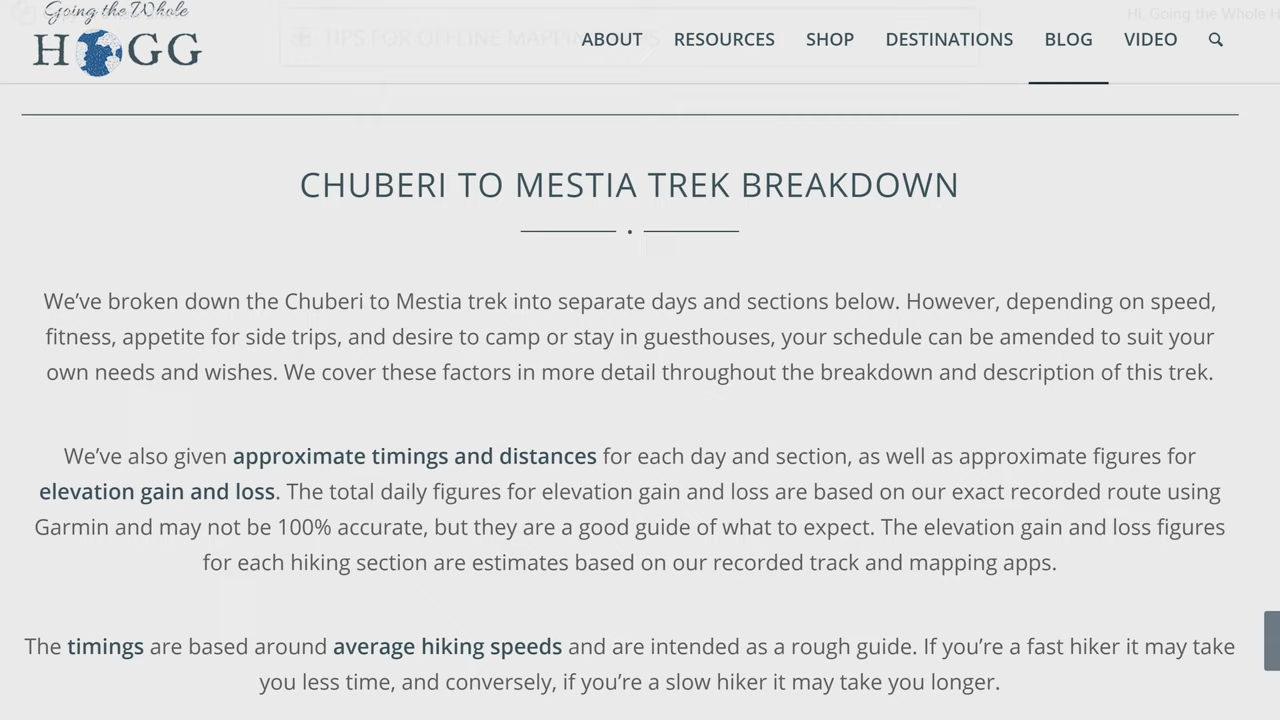 Going the Whole
HOGG
ABOUT RESOURCES SHOP DESTINATIONS BLOG VIDEO
Hi, Going the Whole H
TIPS FOR OFFLINE MAPPING
CHUBERI TO MESTIA TREK BREAKDOWN
We’ve broken down the Chuberi to Mestia trek into separate days and sections below. However, depending on speed,
fitness, appetite for side trips, and desire to camp or stay in guesthouses, your schedule can be amended to suit your
own needs and wishes. We cover these factors in more detail throughout the breakdown and description of this trek.
We’ve also given approximate timings and distances for each day and section, as well as approximate figures for
elevation gain and loss. The total daily figures for elevation gain and loss are based on our exact recorded route using
Garmin and may not be 100% accurate, but they are a good guide of what to expect. The elevation gain and loss figures
for each hiking section are estimates based on our recorded track and mapping apps.
The timings are based around average hiking speeds and are intended as a rough guide. If you’re a fast hiker it may take
you less time, and conversely, if you’re a slow hiker it may take you longer.